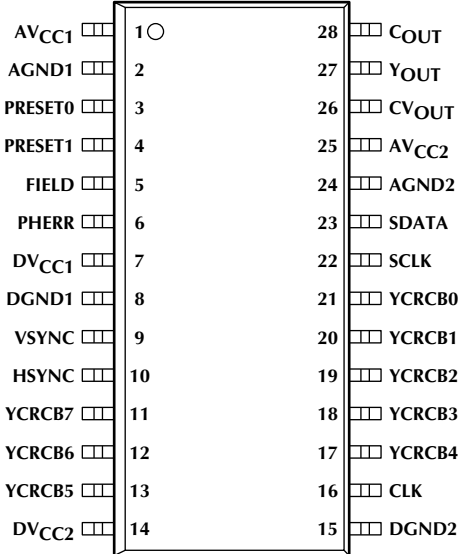 AVCC1 1 28 COUT
AGND1 2 27 YOUT
PRESET0 3 26 CVOUT
PRESET1 4 25 AVCC2
FIELD 5 24 AGND2
PHERR 6 23 SDATA
DVCC1 7 22 SCLK
DGND1 8 21 YCRCB0
VSYNC 9 20 YCRCB1
HSYNC 10 19 YCRCB2
YCRCB7 11 18 YCRCB3
YCRCB6 12 17 YCRCB4
YCRCB5 13 16 CLK
DVCC2 14 15 DGND2